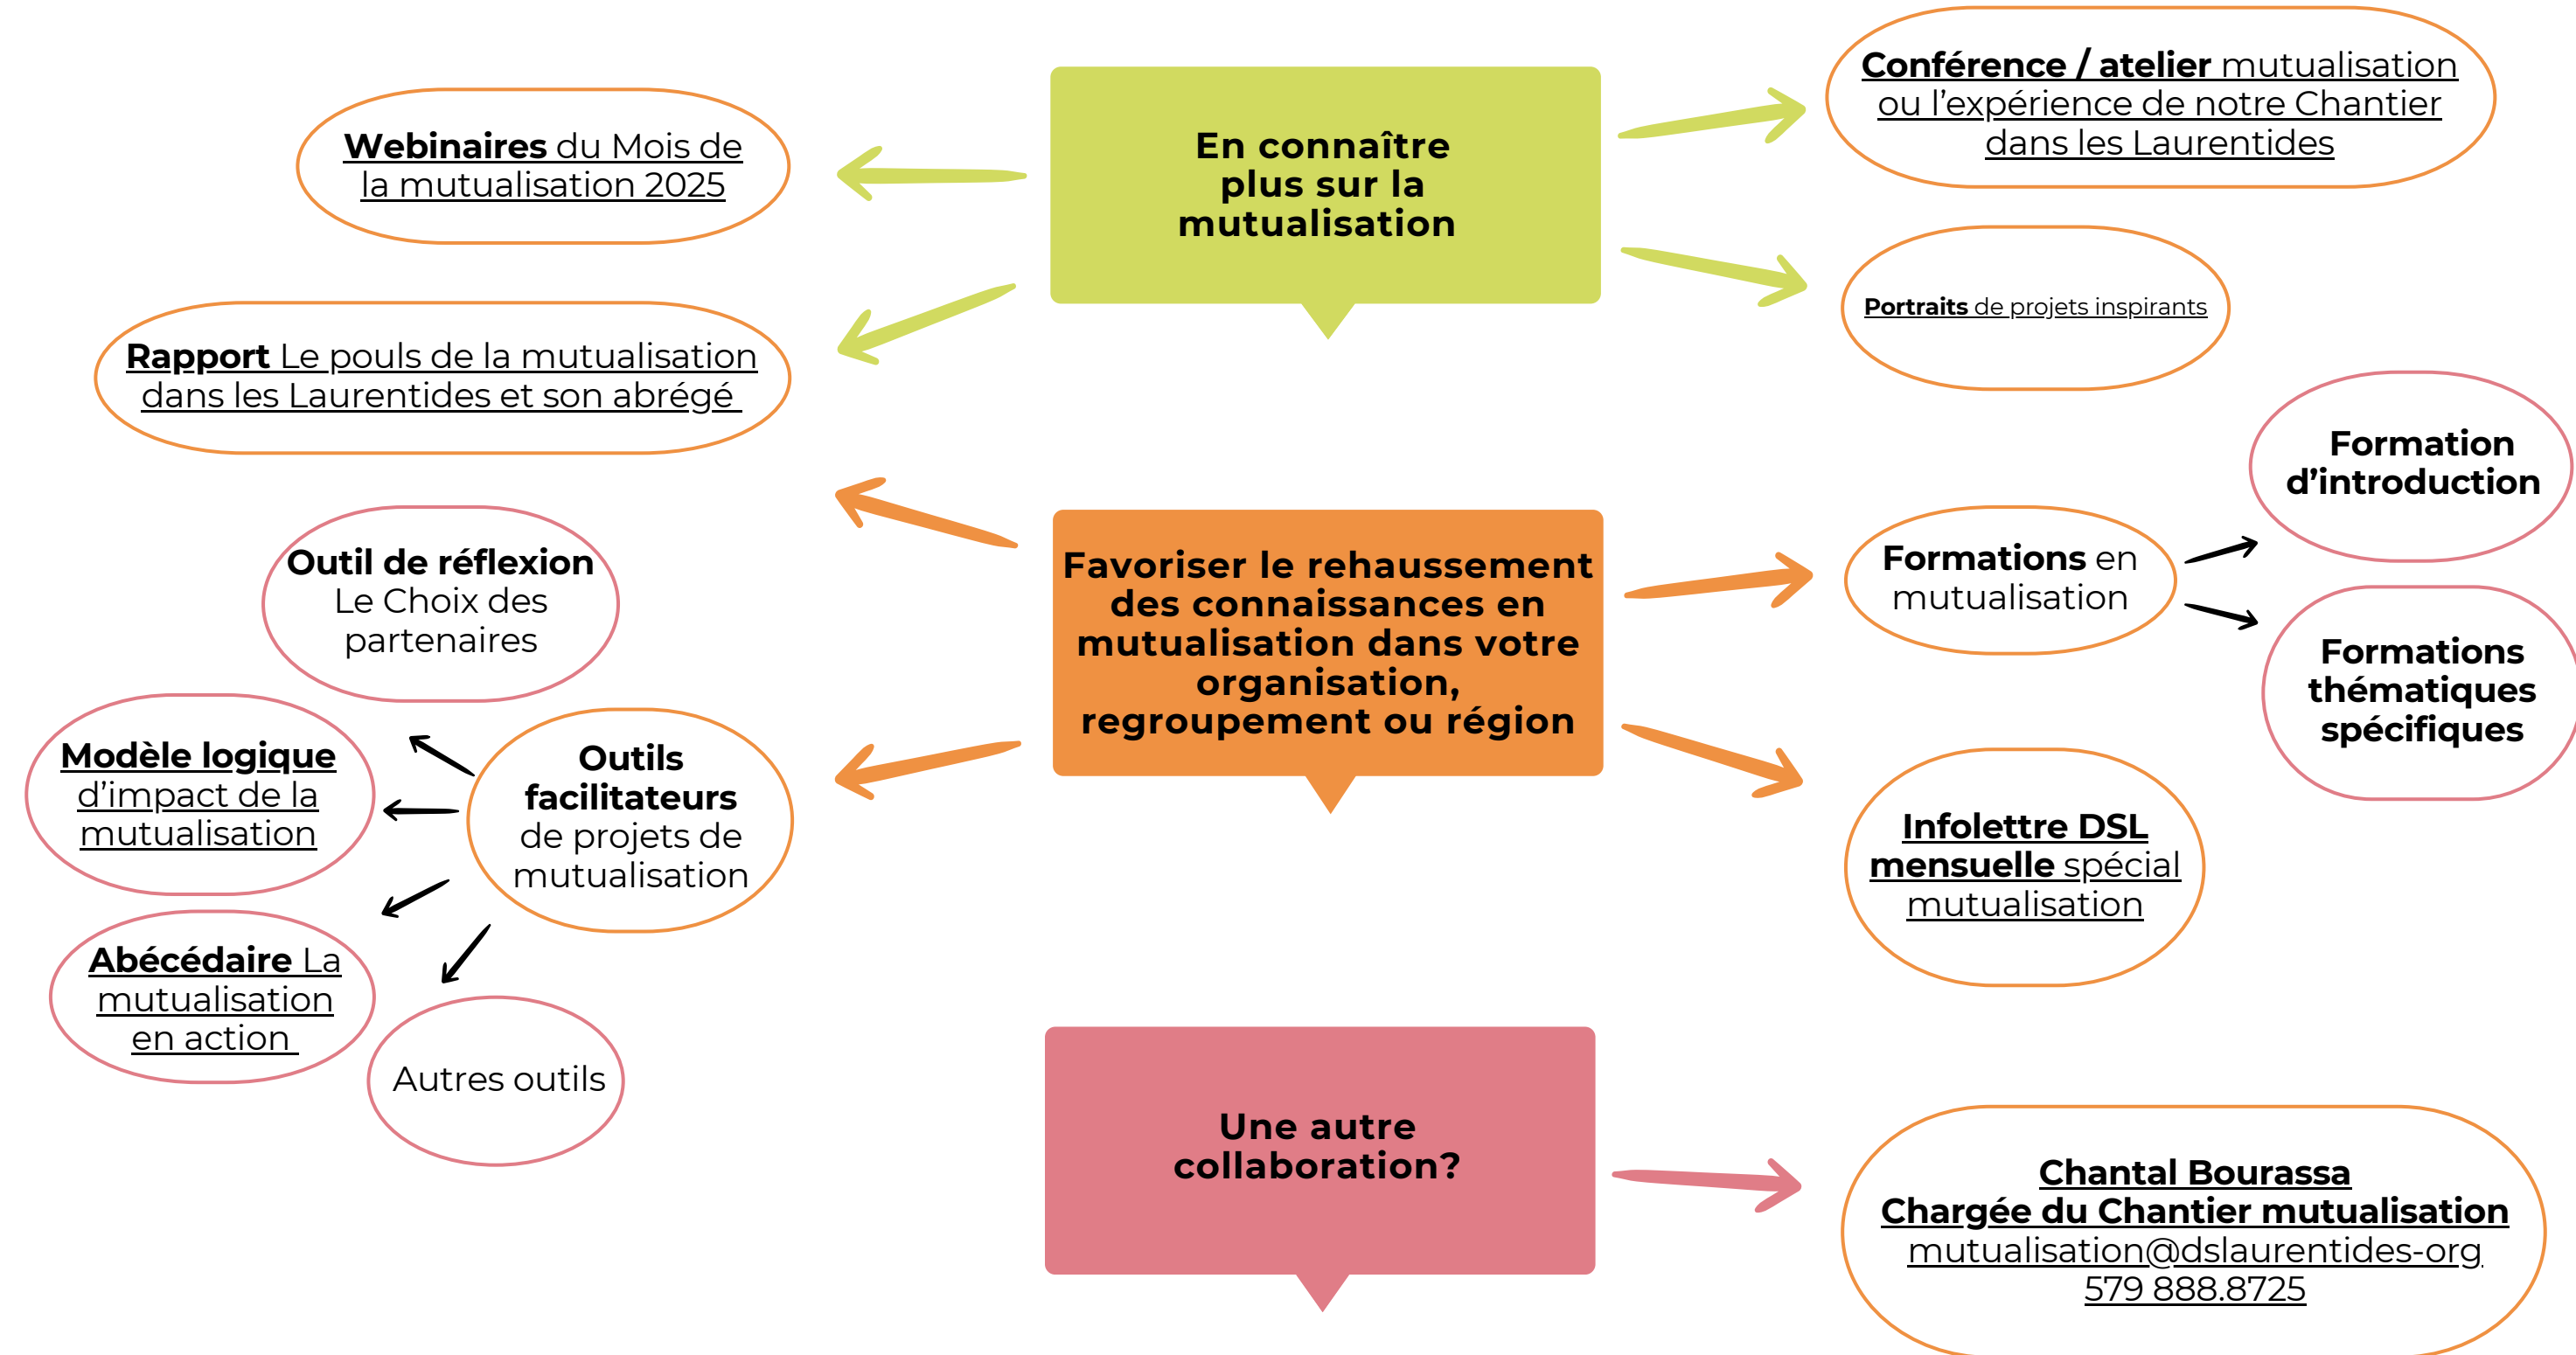 En connaître
plus sur la
mutualisation
Webinaires du Mois de
la mutualisation 2025
Rapport Le pouls de la mutualisation
dans les Laurentides et son abrégé
Conférence / atelier mutualisation
ou l’expérience de notre Chantier
dans les Laurentides
Portraits de projets inspirants
Favoriser le rehaussement
des connaissances en
mutualisation dans votre
organisation,
regroupement ou région
Outils
facilitateurs
de projets de
mutualisation
Outil de réflexion
Le Choix des
partenaires
Modèle logique
d’impact de la
mutualisation
Abécédaire La
mutualisation
en action
Autres outils
Formations en
mutualisation
Formation
d’introduction
Formations
thématiques
spécifiques
Infolettre DSL
mensuelle spécial
mutualisation
Une autre
collaboration?
Chantal Bourassa
Chargée du Chantier mutualisation
mutualisation@dslaurentides-org
579 888.8725